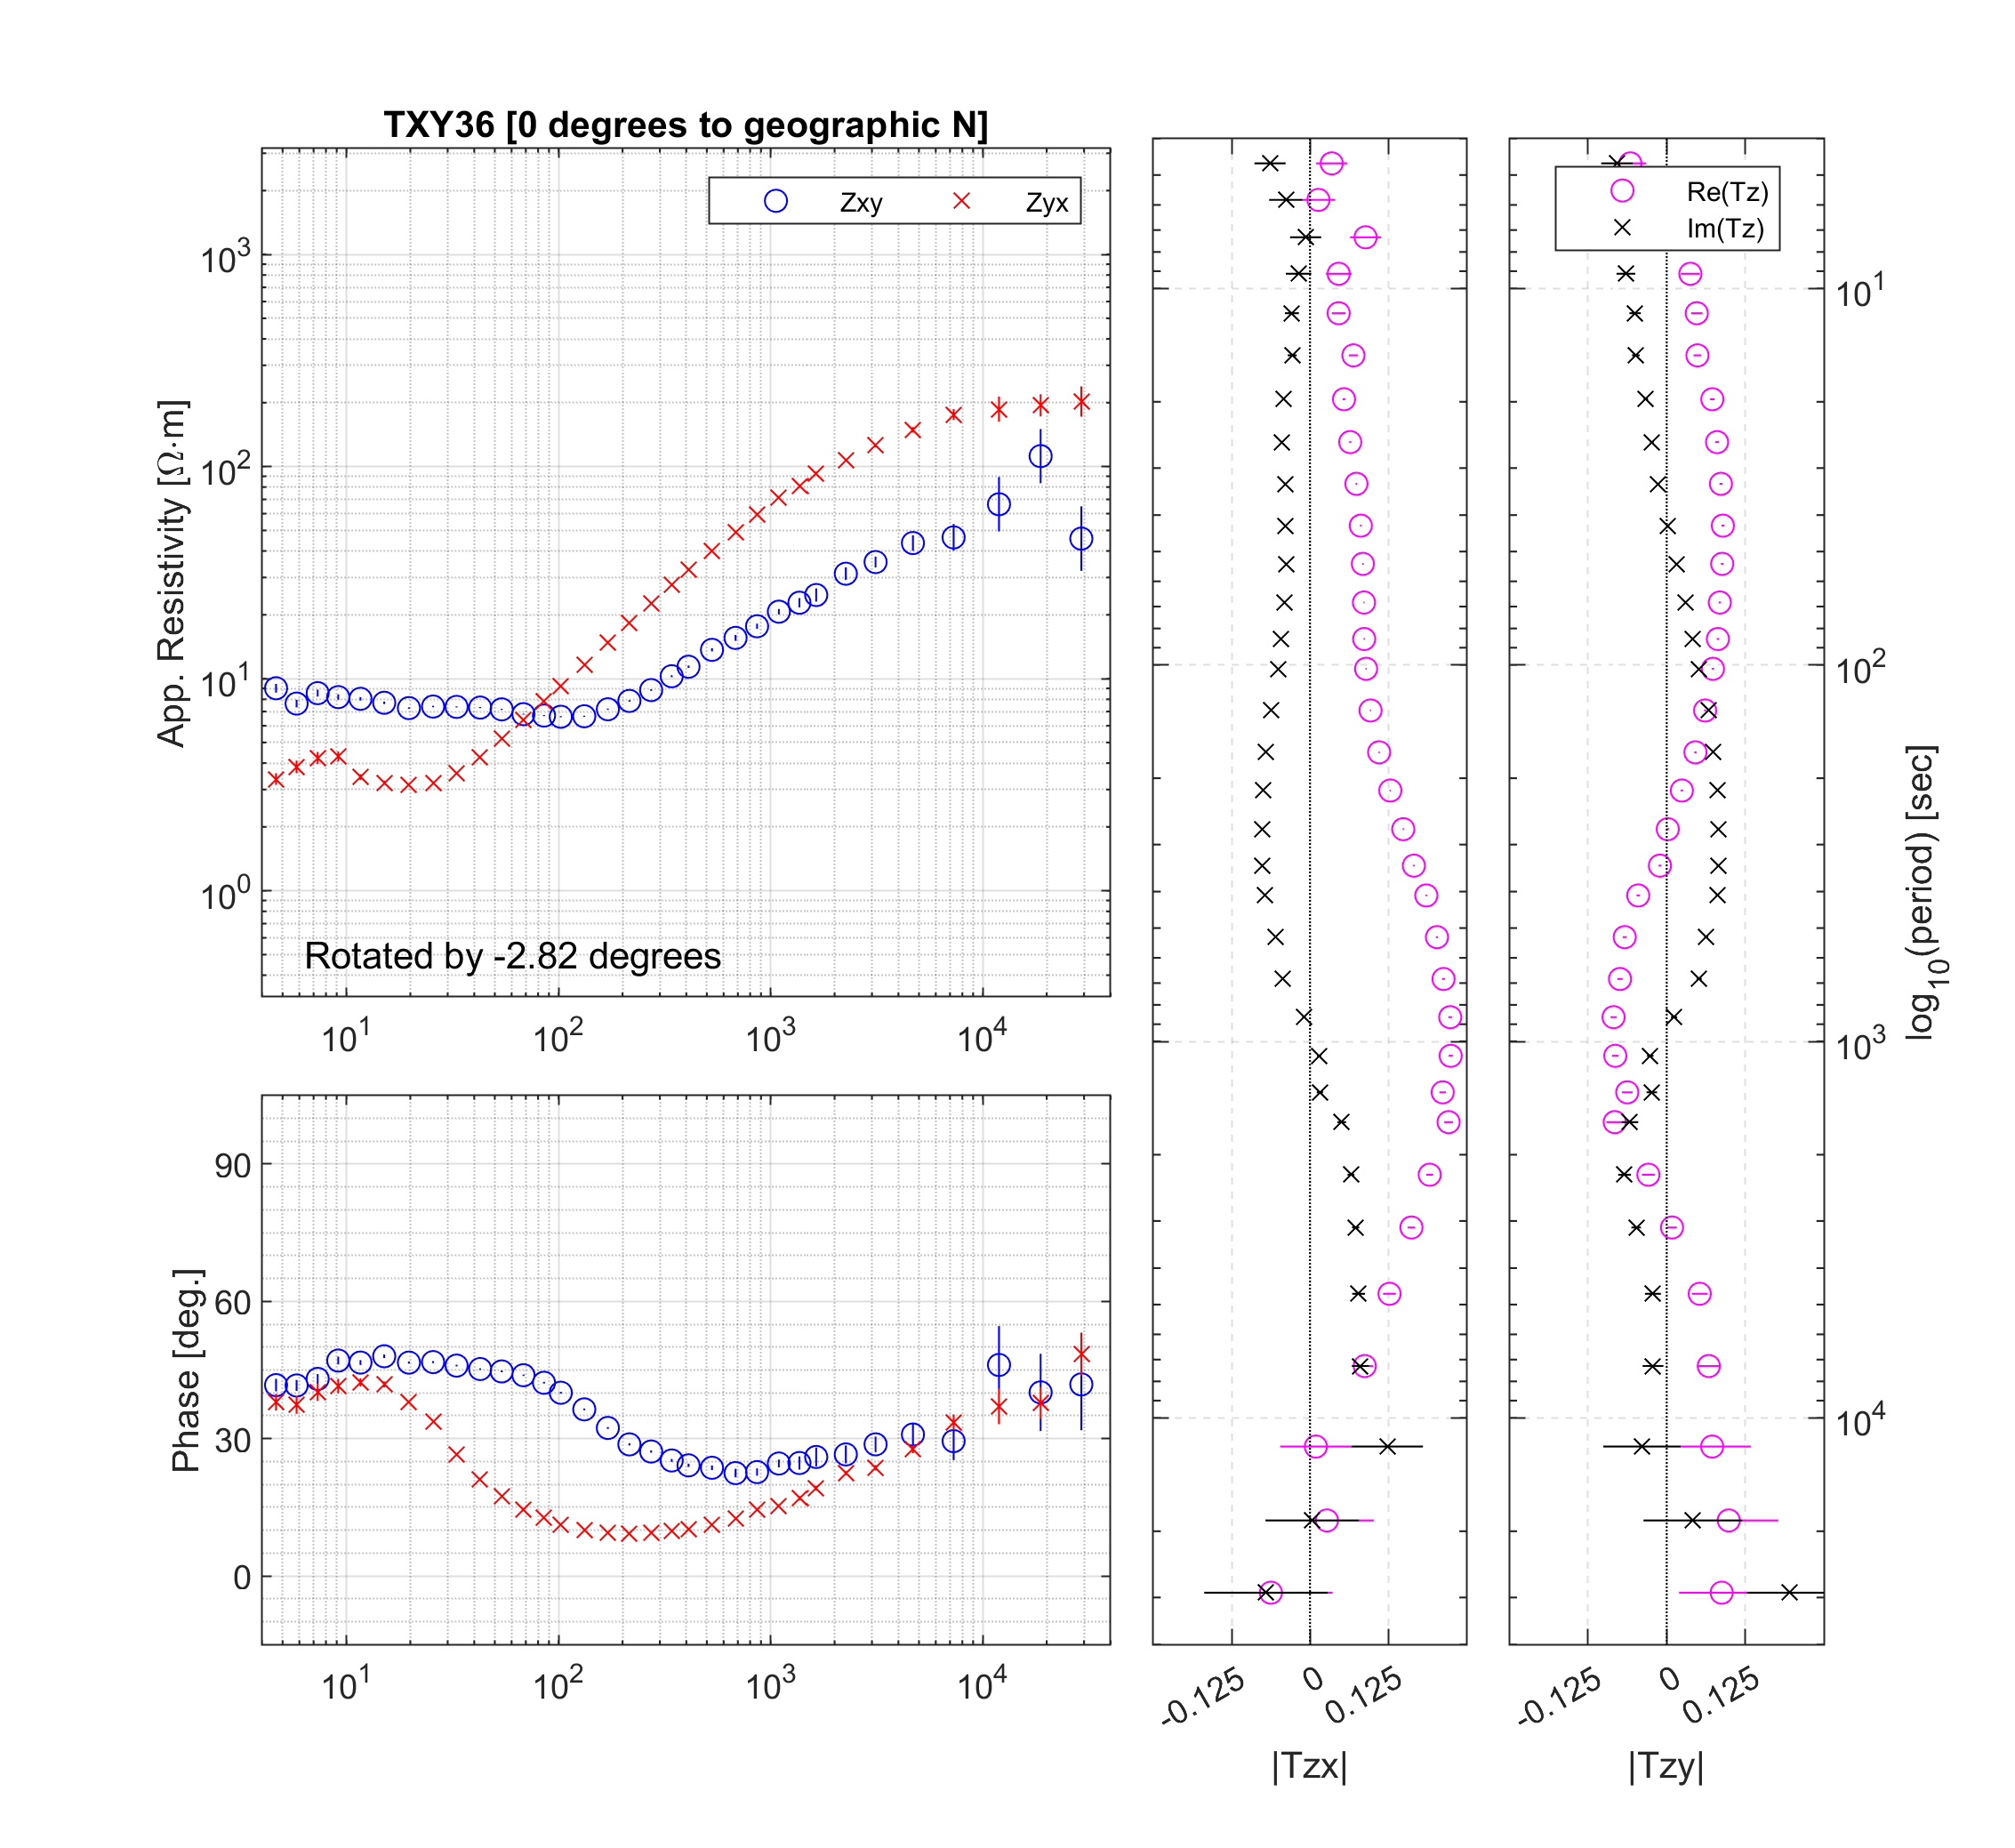 TXY36 [0 degrees to geographic N]
Zxy Zyx
App. Resistivity [Ω·m]
10^3
10^2
10^1
10^0
Rotated by -2.82 degrees
10^1 10^2 10^3 10^4
Phase [deg.]
90
60
30
0
10^1 10^2 10^3 10^4
-0.125 0 0.125
|Tzx|
Re(Tz)
Im(Tz)
-0.125 0 0.125
|Tzy|
10^1
10^2
10^3
10^4
log10(period) [sec]